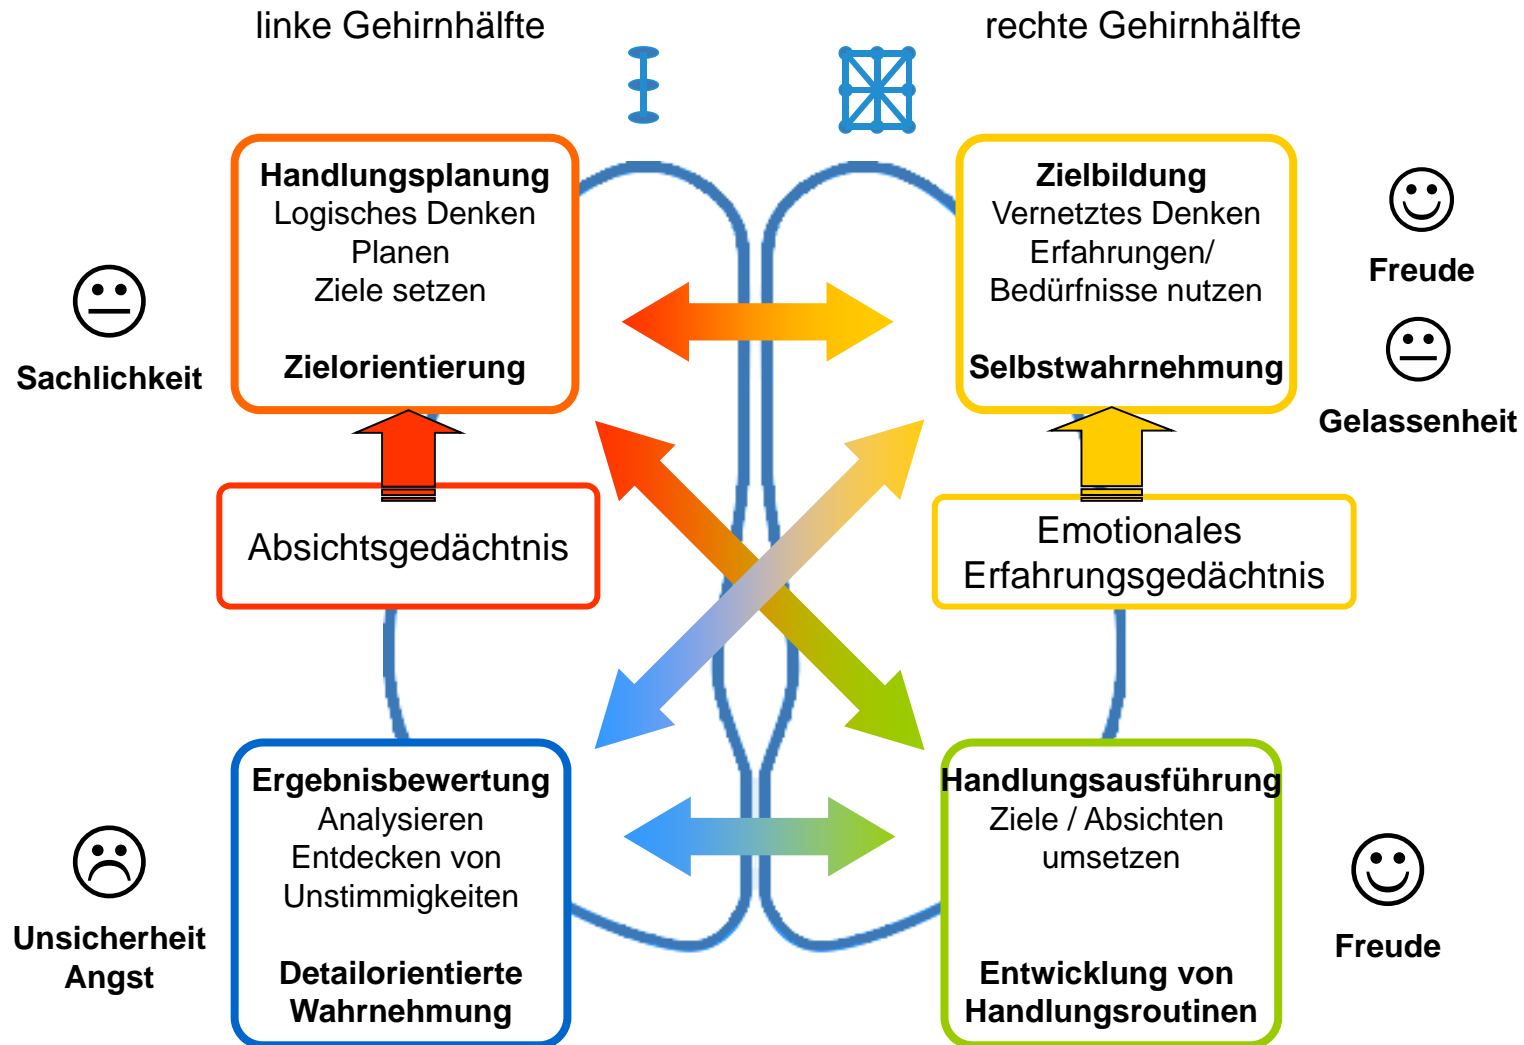 linke Gehirnhälfte
rechte Gehirnhälfte
Handlungsplanung
Logisches Denken
Planen
Ziele setzen
Zielorientierung
Sachlichkeit
Zielbildung
Vernetztes Denken
Erfahrungen/
Bedürfnisse nutzen
Selbstwahrnehmung
Freude
Gelassenheit
Absichtsgedächtnis
Emotionales
Erfahrungsgedächtnis
Ergebnisbewertung
Analysieren
Entdecken von
Unstimmigkeiten
Detailorientierte
Wahrnehmung
Unsicherheit
Angst
Handlungsausführung
Ziele / Absichten
umsetzen
Entwicklung von
Handlungsroutinen
Freude